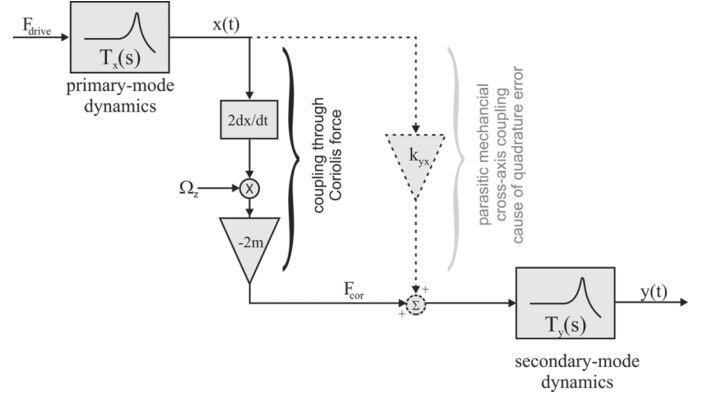 F_drive
x(t)
T_x(s)
primary-mode
dynamics
2dx/dt
Ω_z
X
-2m
coupling through
Coriolis force
k_yx
parasitic mechancial
cross-axis coupling
cause of quadrature error
F_cor
+
+
Σ
T_y(s)
y(t)
secondary-mode
dynamics